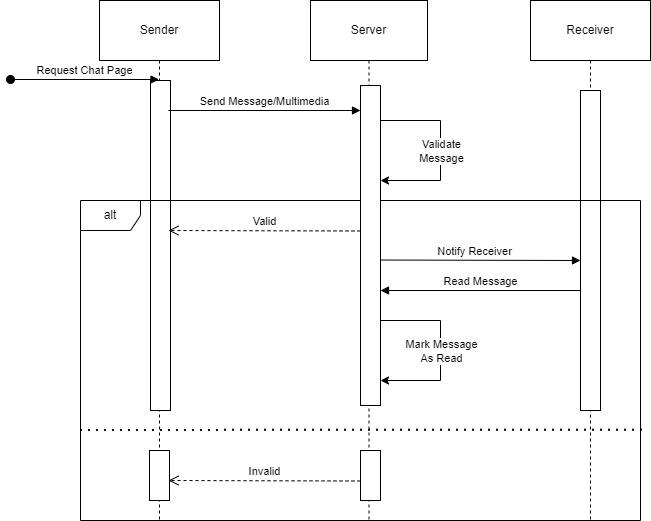 Sender
Server
Receiver
Request Chat Page
Send Message/Multimedia
Validate
Message
alt
Valid
Notify Receiver
Read Message
Mark Message
As Read
Invalid